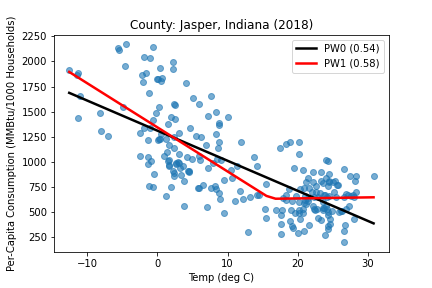 County: Jasper, Indiana (2018)
Per-Capita Consumption (MMBtu/1000 Households)
2250
2000
1750
1500
1250
1000
750
500
250
PW0 (0.54)
PW1 (0.58)
−10 0 10 20 30
Temp (deg C)